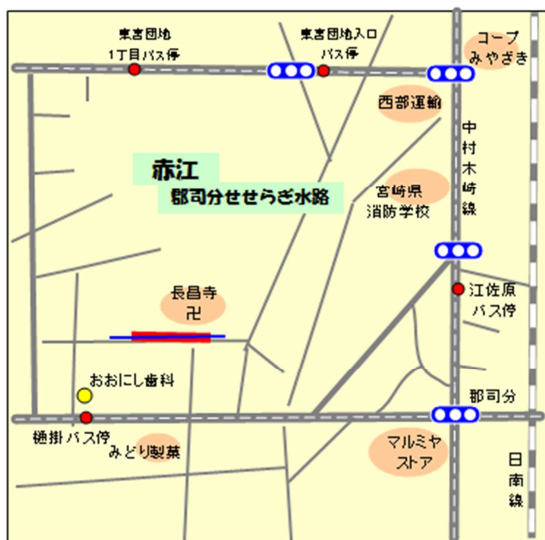 東宮団地
1丁目バス停
東宮団地入口
バス停
コープ
みやざき
西部運輸
中村木崎線
赤江
郡司分せせらぎ水路
宮崎県
消防学校
長昌寺
卍
江佐原
バス停
おおにし歯科
郡司分
樋掛バス停
みどり製菓
マルミヤ
ストア
日南線